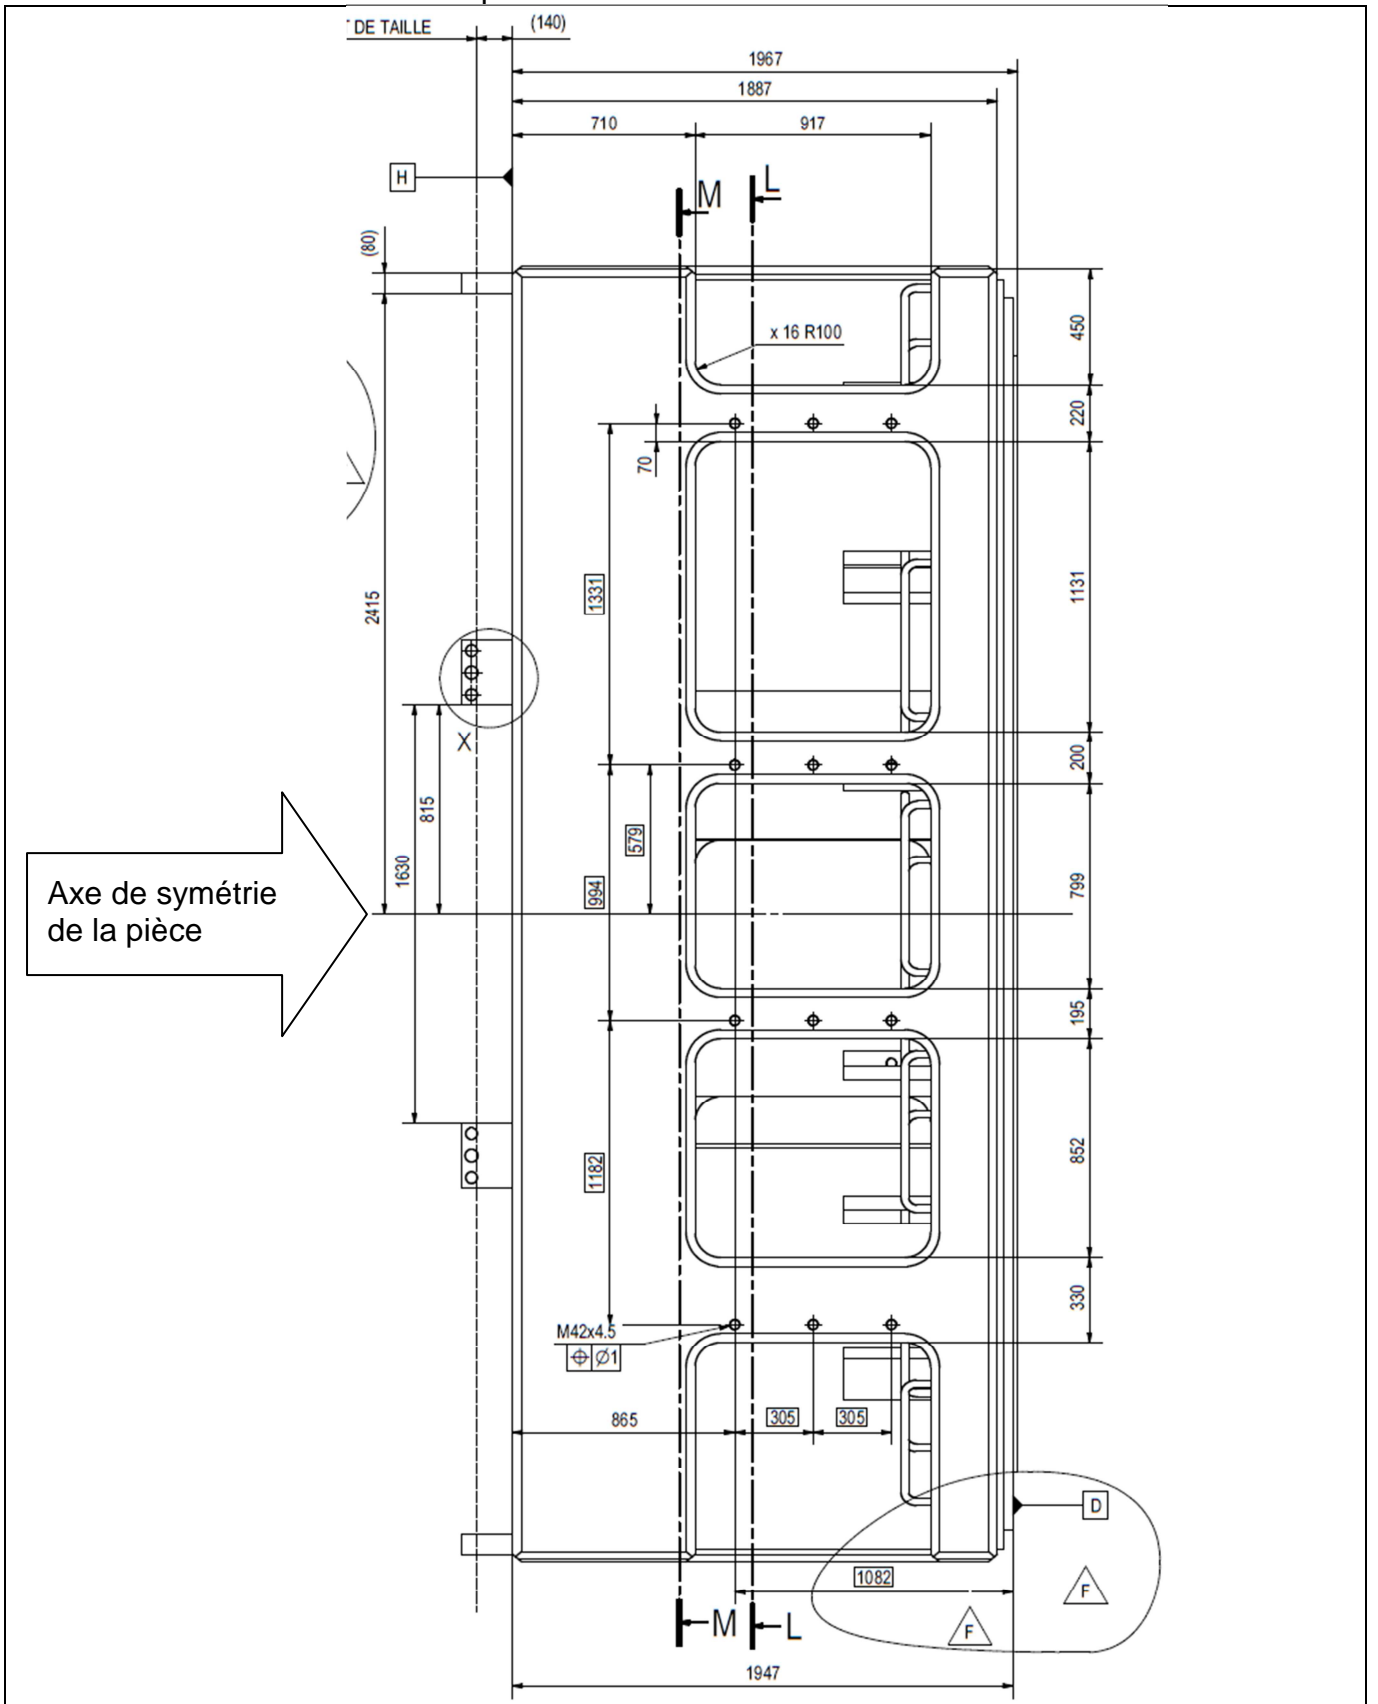 T DE TAILLE
(140)
1967
1887
710
917
H
M
L
(80)
x 16 R100
450
220
70
1331
1131
2415
X
200
815
579
1630
994
799
Axe de symétrie
de la pièce
195
1182
852
M42x4.5
⌖ Ø1
330
865
305
305
D
1082
F
F
M
L
1947